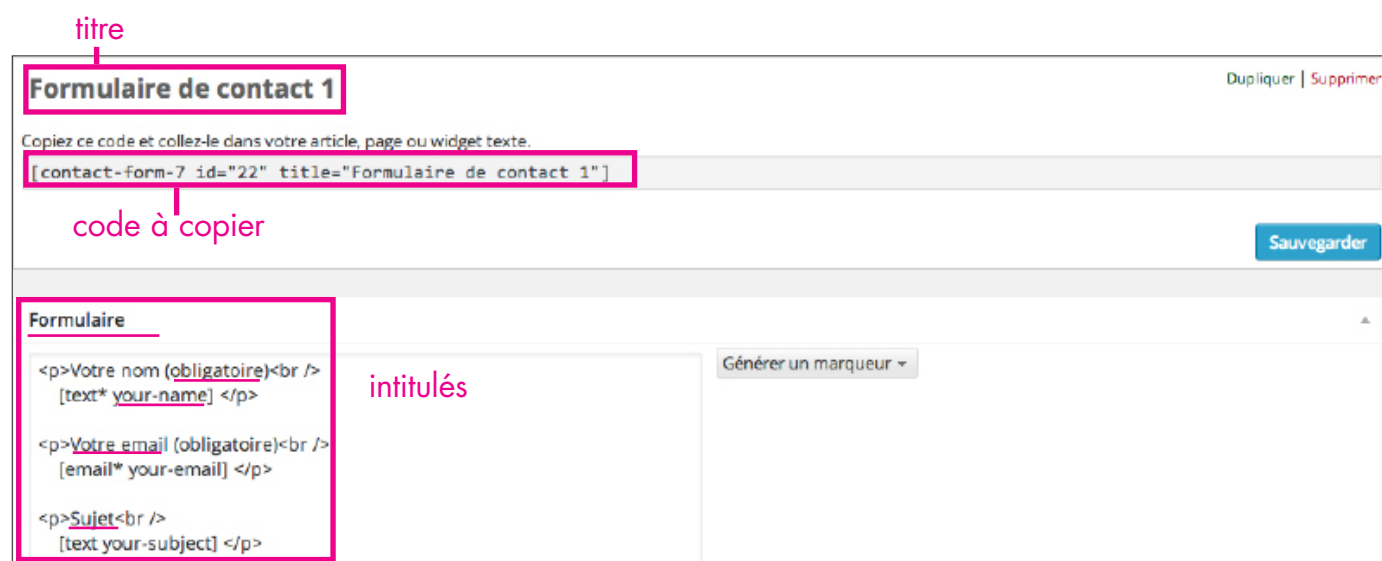 titre
Formulaire de contact 1
Dupliquer | Supprimer
Copiez ce code et collez-le dans votre article, page ou widget texte.
[contact-form-7 id="22" title="Formulaire de contact 1"]
code à copier
Sauvegarder
Formulaire
Générer un marqueur
<p>Votre nom (obligatoire)<br />
[text* your-name] </p>
intitulés
<p>Votre email (obligatoire)<br />
[email* your-email] </p>
<p>Sujet<br />
[text your-subject] </p>